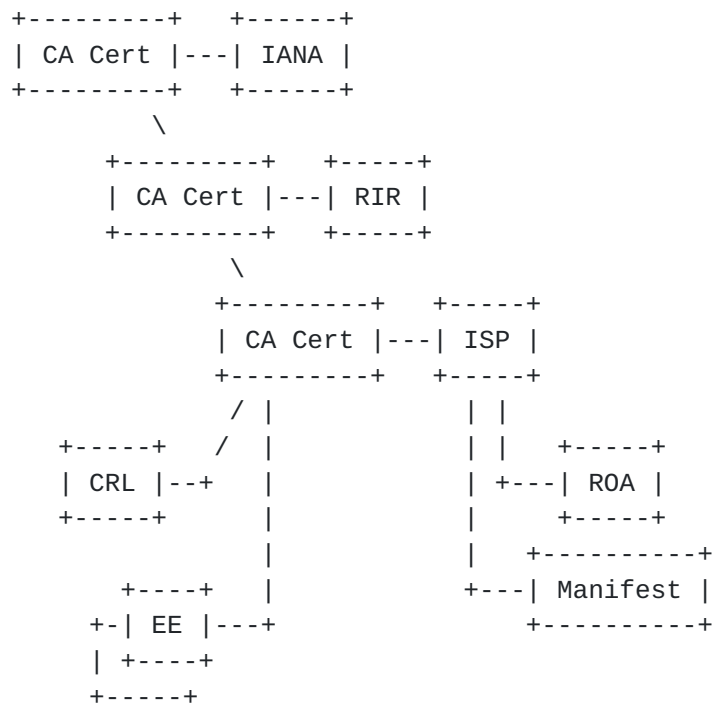 +---------+   +------+
| CA Cert |---| IANA |
+---------+   +------+
         \
      +---------+   +-----+
      | CA Cert |---| RIR |
      +---------+   +-----+
              \
             +---------+   +-----+
             | CA Cert |---| ISP |
             +---------+   +-----+
              / |            | |
   +-----+   /  |            | |   +-----+
   | CRL |--+   |            | +---| ROA |
   +-----+      |            |     +-----+
                |            |   +----------+
       +----+   |            +---| Manifest |
     +-| EE |---+                +----------+
     | +----+
     +-----+